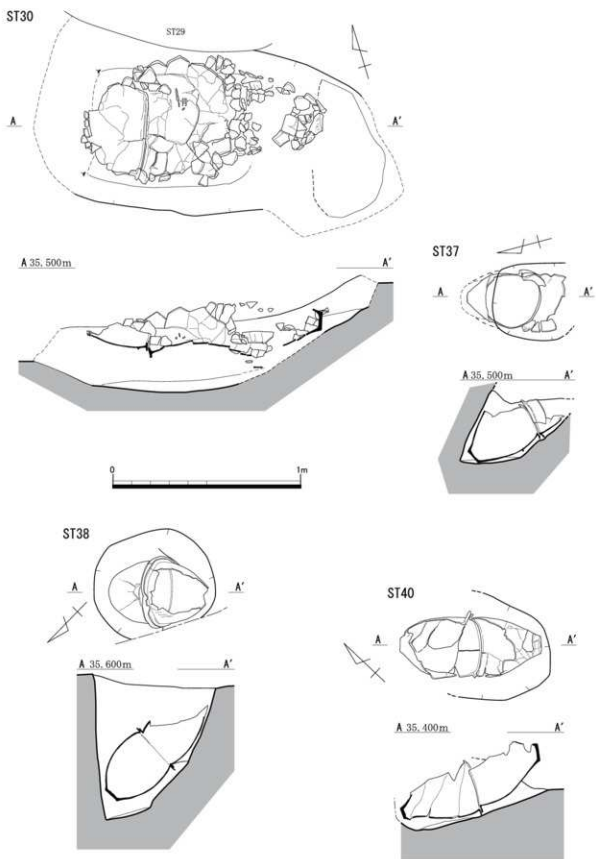 ST30
ST29
A A'
A 35.500m A'
ST37
A A'
A 35.500m A'
0 1m
ST38
A A'
A 35.600m A'
ST40
A A'
A 35.400m A'